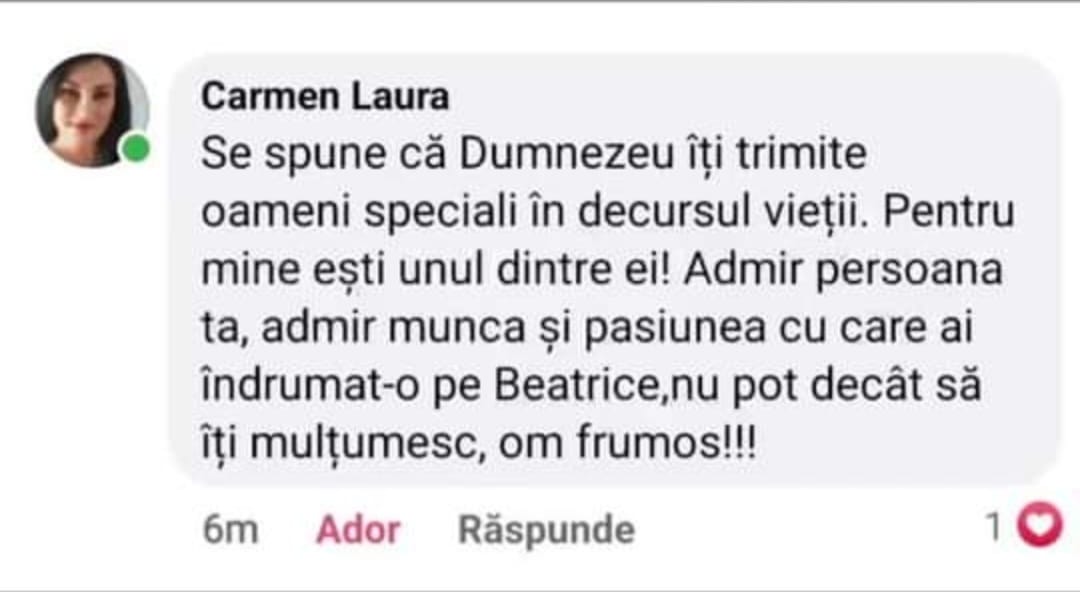 Carmen Laura
Se spune că Dumnezeu îți trimite
oameni speciali în decursul vieții. Pentru
mine ești unul dintre ei! Admir persoana
ta, admir munca și pasiunea cu care ai
îndrumat-o pe Beatrice,nu pot decât să
îți mulțumesc, om frumos!!!
6m Ador Răspunde 1